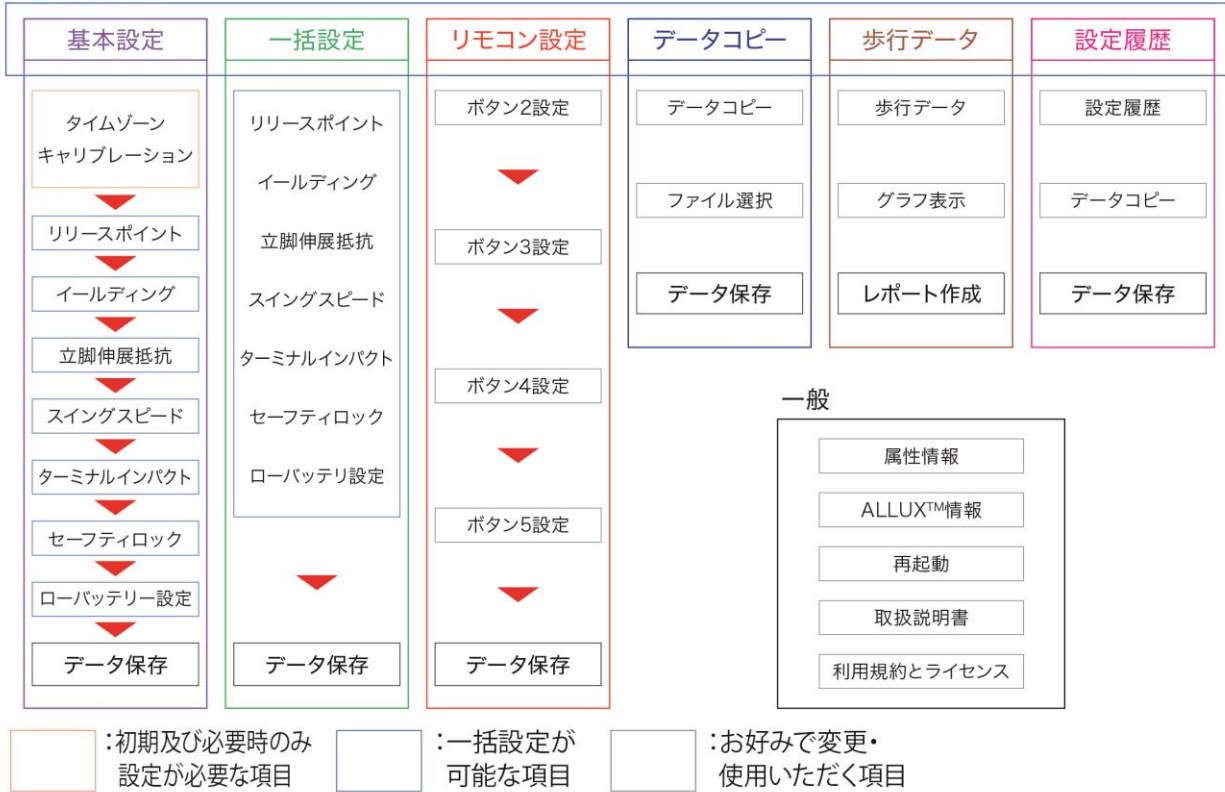 基本設定
タイムゾーン
キャリブレーション
リリースポイント
イールディング
立脚伸展抵抗
スイングスピード
ターミナルインパクト
セーフティロック
ローバッテリー設定
データ保存
一括設定
リリースポイント
イールディング
立脚伸展抵抗
スイングスピード
ターミナルインパクト
セーフティロック
ローバッテリ設定
データ保存
リモコン設定
ボタン2設定
ボタン3設定
ボタン4設定
ボタン5設定
データ保存
データコピー
データコピー
ファイル選択
データ保存
歩行データ
歩行データ
グラフ表示
レポート作成
設定履歴
設定履歴
データコピー
データ保存
一般
属性情報
ALLUX™情報
再起動
取扱説明書
利用規約とライセンス
:初期及び必要時のみ
設定が必要な項目
:一括設定が
可能な項目
:お好みで変更・
使用いただく項目